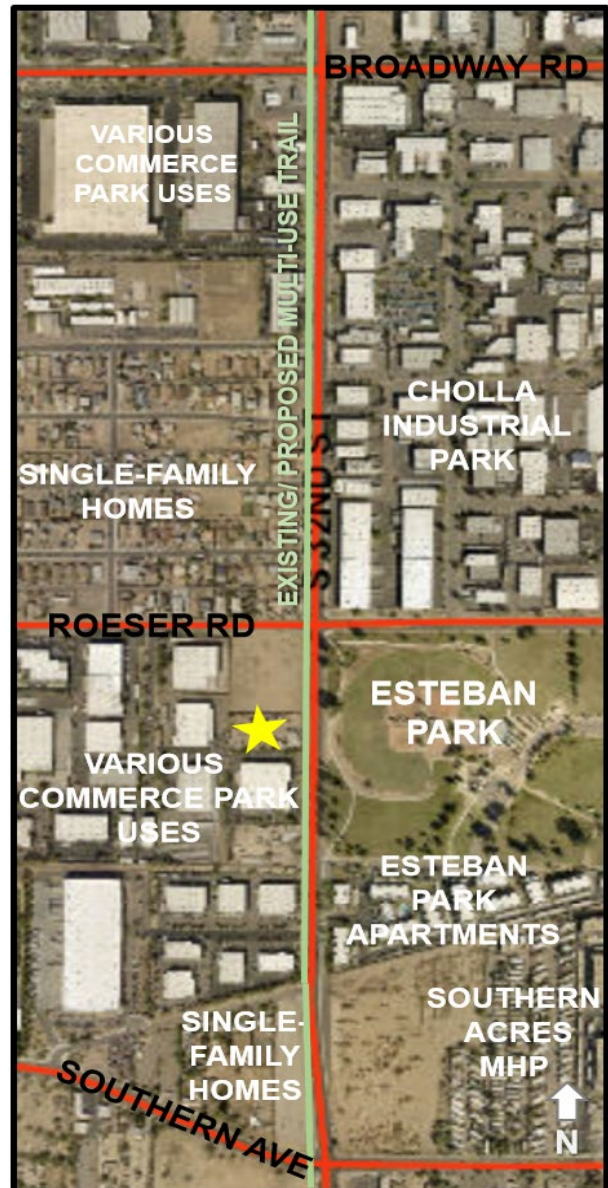 BROADWAY RD
VARIOUS
COMMERCE
PARK USES
EXISTING/ PROPOSED MULTI-USE TRAIL
S 32ND ST
CHOLLA
INDUSTRIAL
PARK
SINGLE-FAMILY
HOMES
ROESER RD
ESTEBAN
PARK
VARIOUS
COMMERCE PARK
USES
ESTEBAN
PARK
APARTMENTS
SOUTHERN
ACRES
MHP
SINGLE-
FAMILY
HOMES
SOUTHERN AVE
N